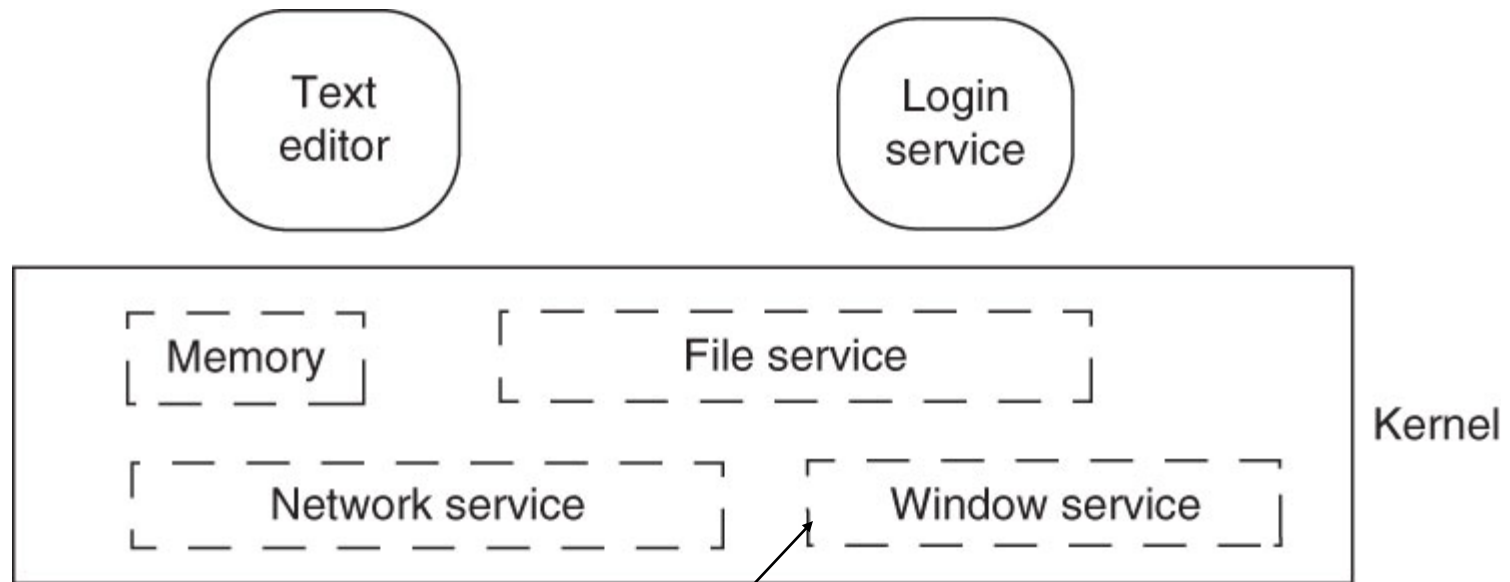 Text
editor
Login
service
Memory
File service
Kernel
Network service
Window service